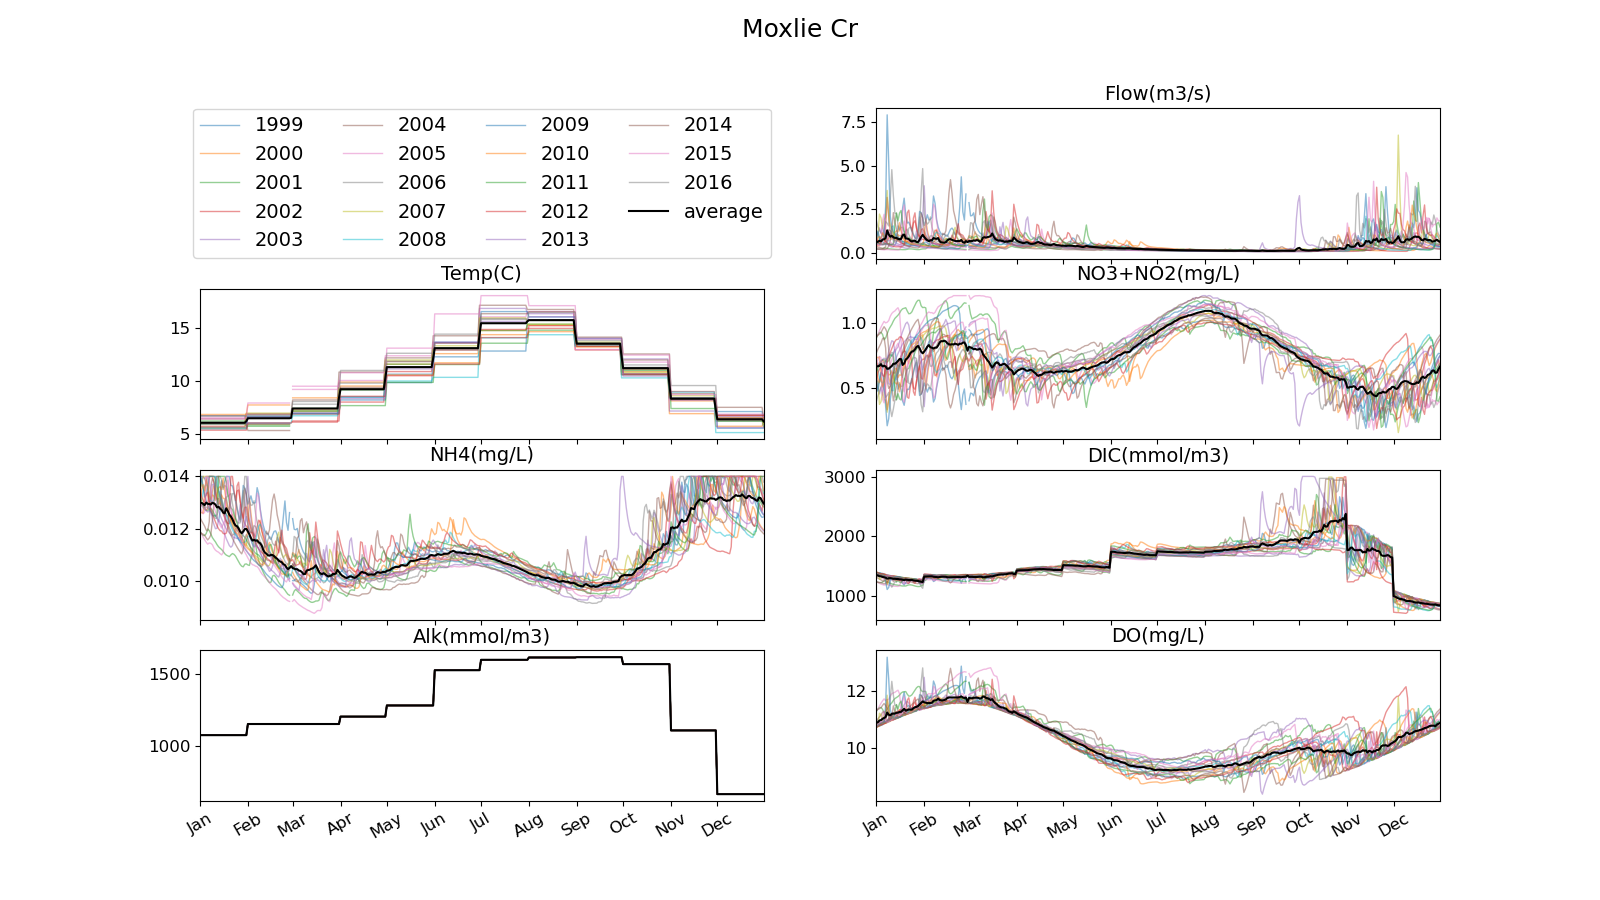 Moxlie Cr
1999 2004 2009 2014
2000 2005 2010 2015
2001 2006 2011 2016
2002 2007 2012 average
2003 2008 2013
Flow(m3/s)
7.5
5.0
2.5
0.0
Temp(C)
15
10
5
NO3+NO2(mg/L)
1.0
0.5
NH4(mg/L)
0.014
0.012
0.010
DIC(mmol/m3)
3000
2000
1000
Alk(mmol/m3)
1500
1000
Jan Feb Mar Apr May Jun Jul Aug Sep Oct Nov Dec
DO(mg/L)
12
10
Jan Feb Mar Apr May Jun Jul Aug Sep Oct Nov Dec